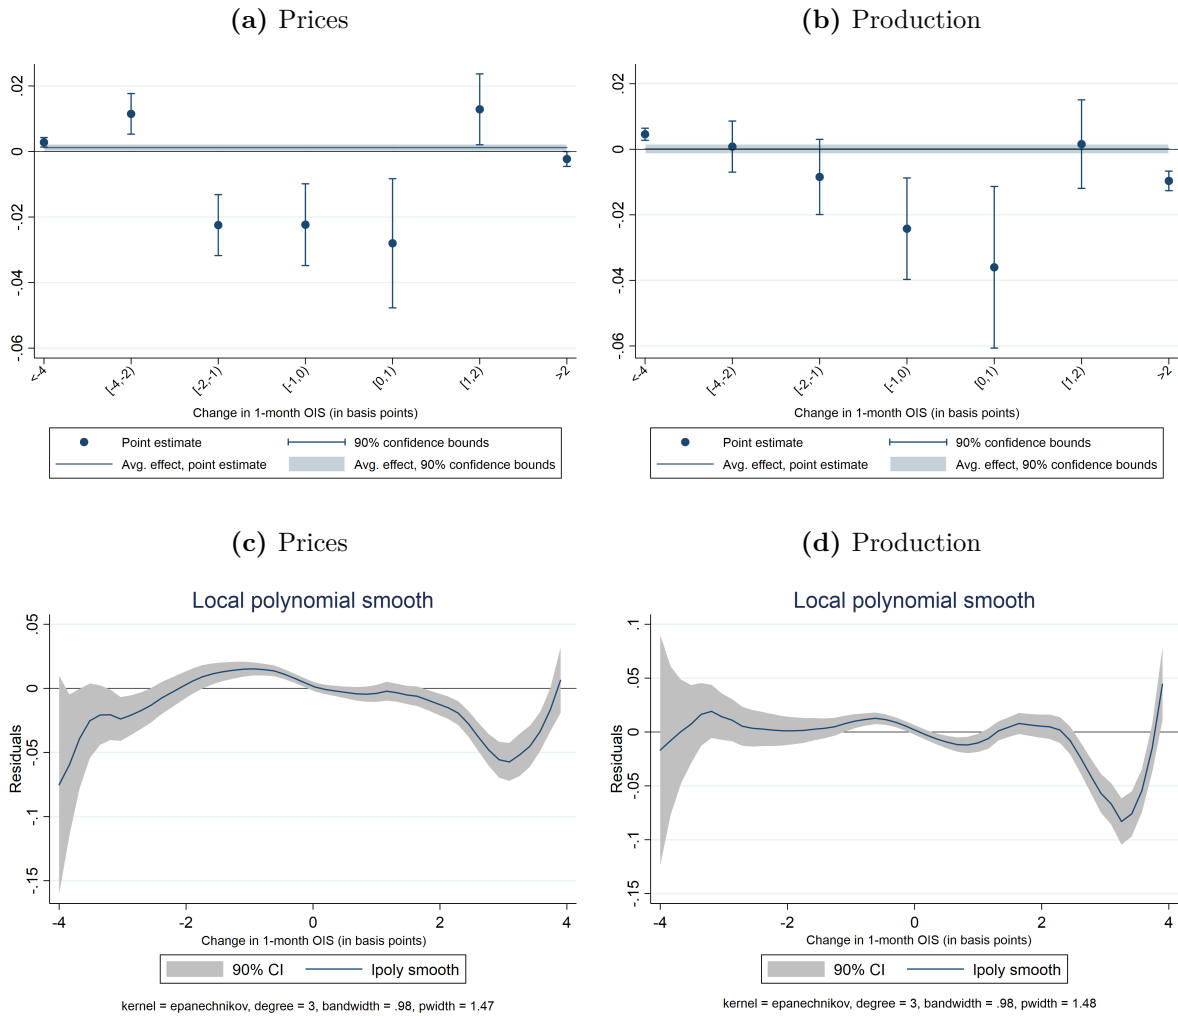 (a) Prices
.02
0
-.02
-.04
-.06
<-4
[-4,-2)
[-2,-1)
[-1,0)
[0,1)
[1,2)
>2
Change in 1-month OIS (in basis points)
Point estimate
90% confidence bounds
Avg. effect, point estimate
Avg. effect, 90% confidence bounds
(b) Production
.02
0
-.02
-.04
-.06
<-4
[-4,-2)
[-2,-1)
[-1,0)
[0,1)
[1,2)
>2
Change in 1-month OIS (in basis points)
Point estimate
90% confidence bounds
Avg. effect, point estimate
Avg. effect, 90% confidence bounds
(c) Prices
Local polynomial smooth
Residuals
.05
0
-.05
-.1
-.15
-4
-2
0
2
4
Change in 1-month OIS (in basis points)
90% CI
lpoly smooth
kernel = epanechnikov, degree = 3, bandwidth = .98, pwidth = 1.47
(d) Production
Local polynomial smooth
Residuals
.1
.05
0
-.05
-.1
-.15
-4
-2
0
2
4
Change in 1-month OIS (in basis points)
90% CI
lpoly smooth
kernel = epanechnikov, degree = 3, bandwidth = .98, pwidth = 1.48